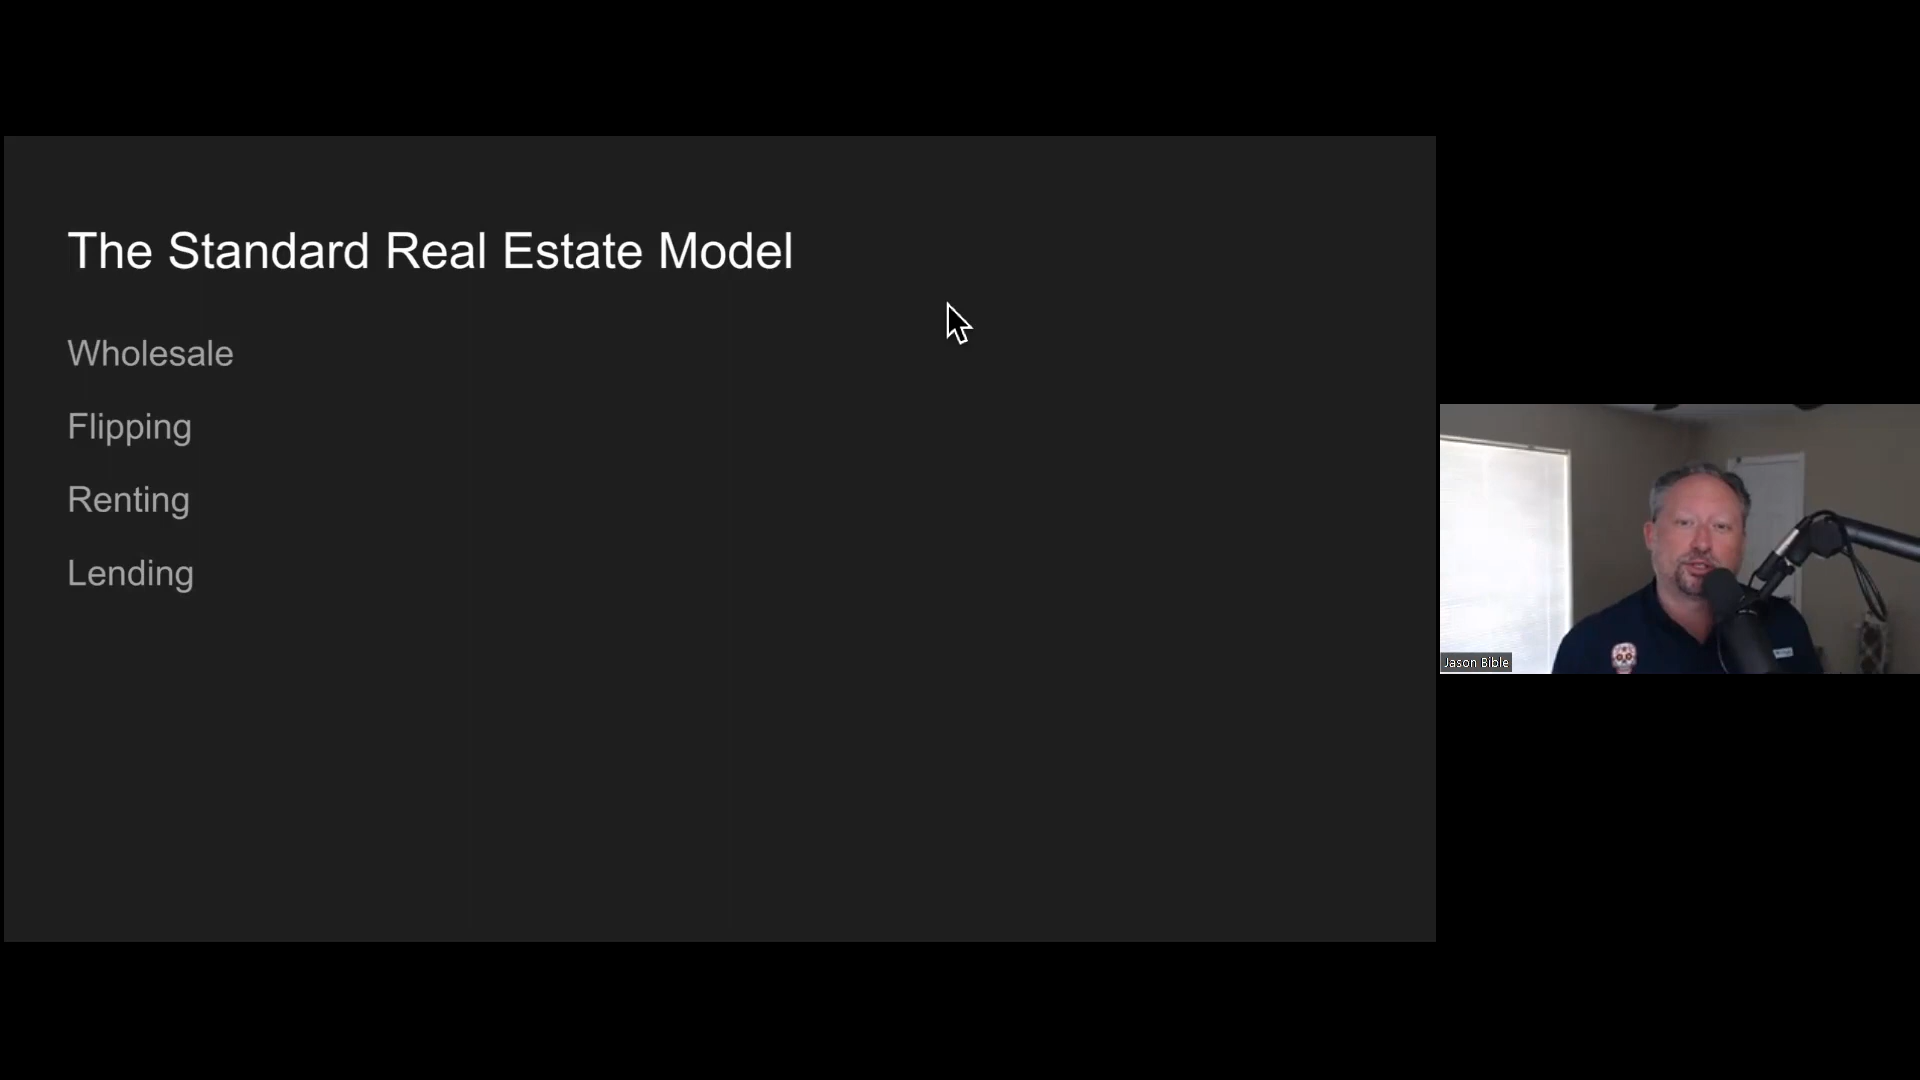 The Standard Real Estate Model
Wholesale
Flipping
Renting
Lending
Jason Bible